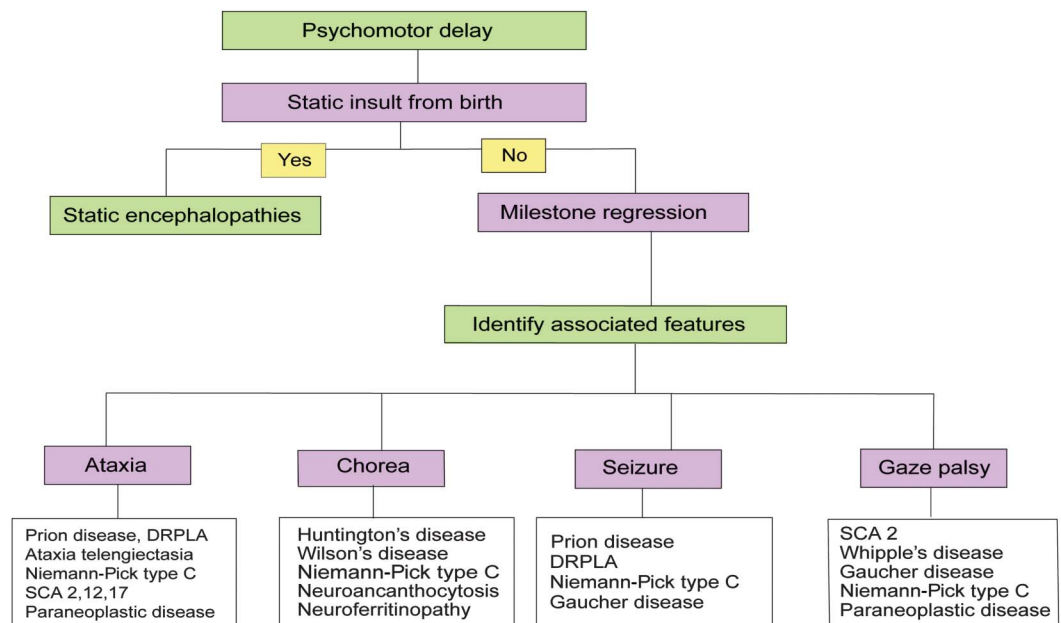 Psychomotor delay
Static insult from birth
Yes
No
Static encephalopathies
Milestone regression
Identify associated features
Ataxia
Chorea
Seizure
Gaze palsy
Prion disease, DRPLA
Ataxia telengiectasia
Niemann-Pick type C
SCA 2,12,17
Paraneoplastic disease
Huntington's disease
Wilson's disease
Niemann-Pick type C
Neuroancanthocytosis
Neuroferritinopathy
Prion disease
DRPLA
Niemann-Pick type C
Gaucher disease
SCA 2
Whipple's disease
Gaucher disease
Niemann-Pick type C
Paraneoplastic disease